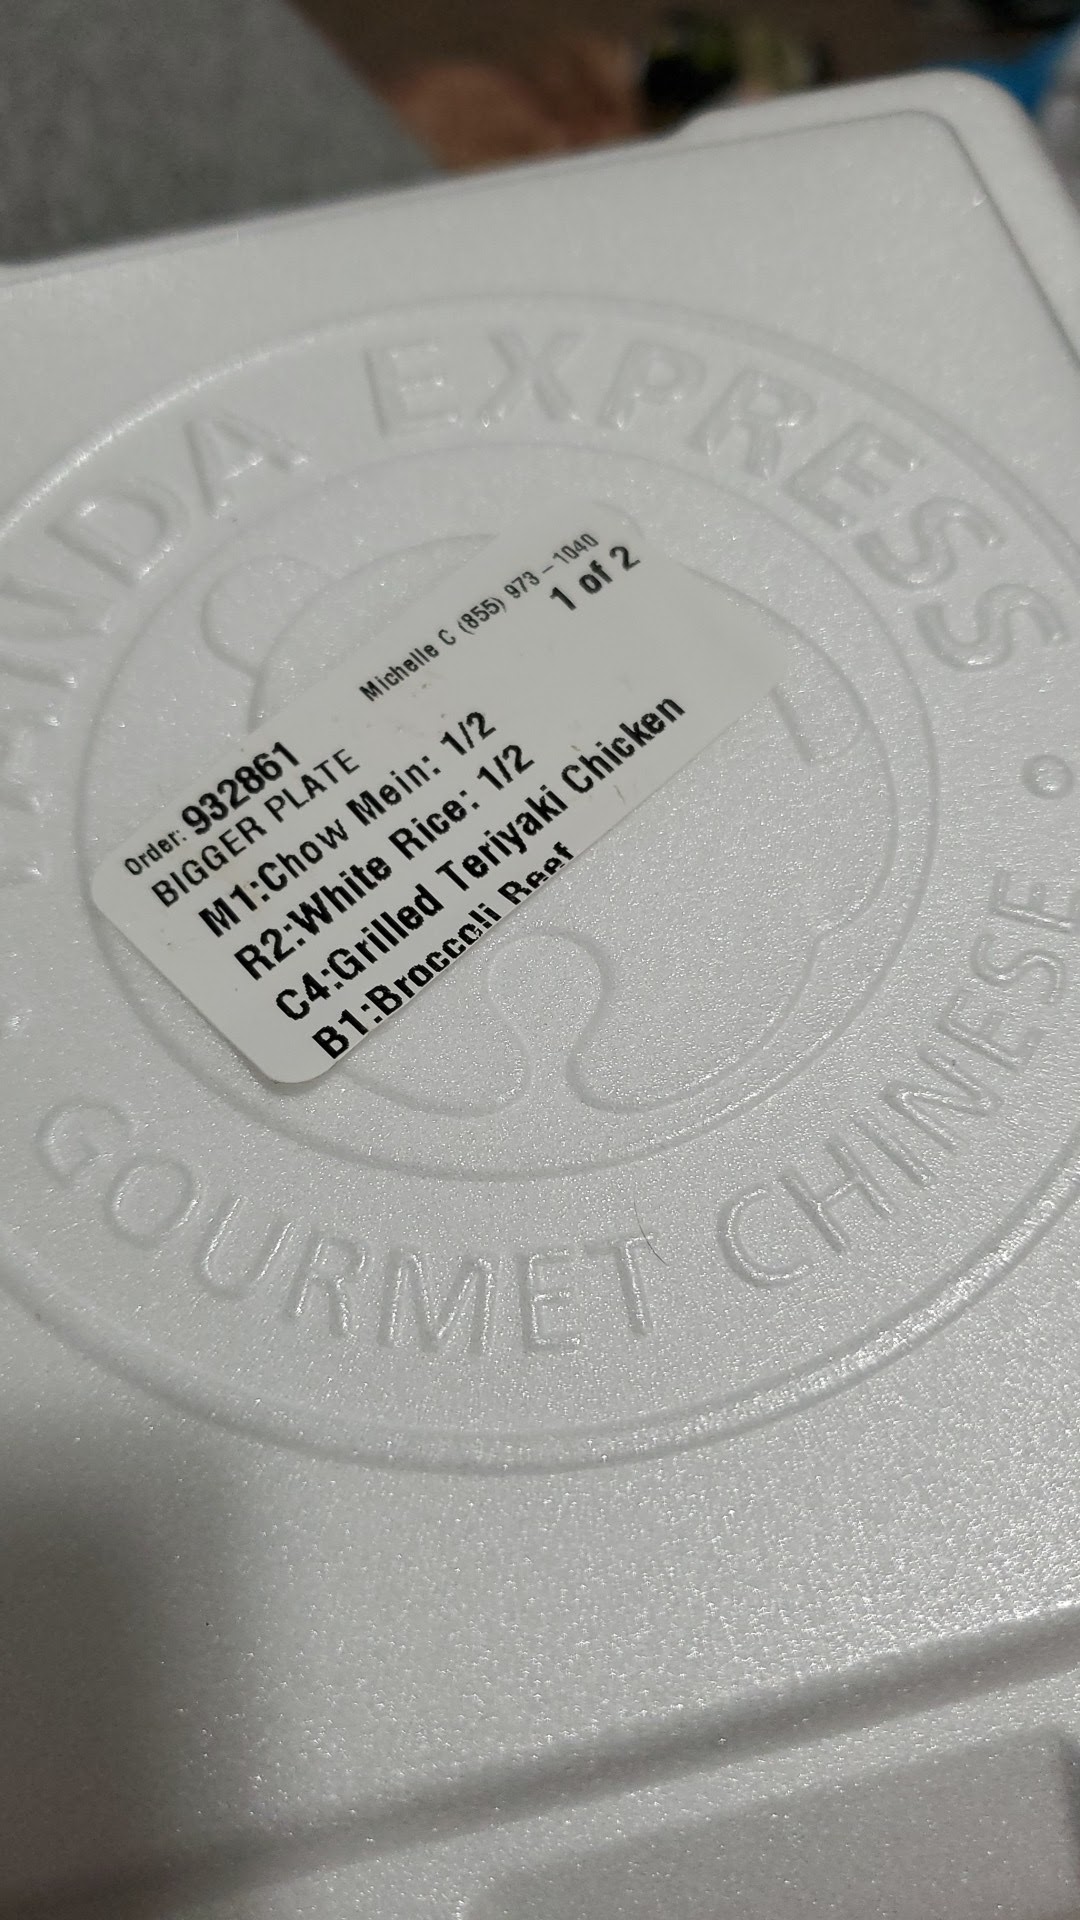 PANDA EXPRESS
Michelle C (855) 973-1040
1 of 2
Order: 932861
BIGGER PLATE
M1:Chow Mein: 1/2
R2:White Rice: 1/2
C4:Grilled Teriyaki Chicken
B1:Broccoli Beef
GOURMET CHINESE